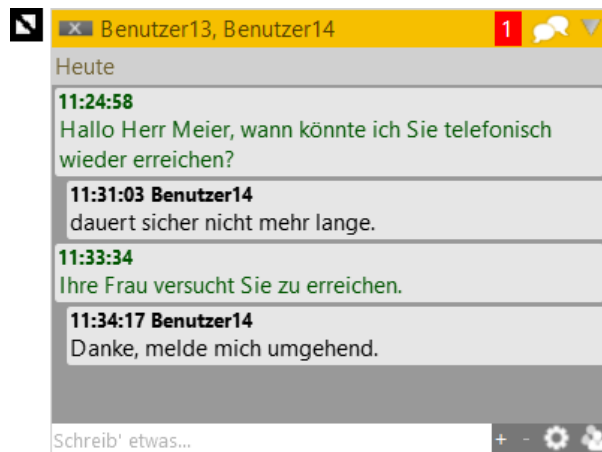 Benutzer13, Benutzer14 1
Heute
11:24:58
Hallo Herr Meier, wann könnte ich Sie telefonisch
wieder erreichen?
11:31:03 Benutzer14
dauert sicher nicht mehr lange.
11:33:34
Ihre Frau versucht Sie zu erreichen.
11:34:17 Benutzer14
Danke, melde mich umgehend.
Schreib' etwas... + -